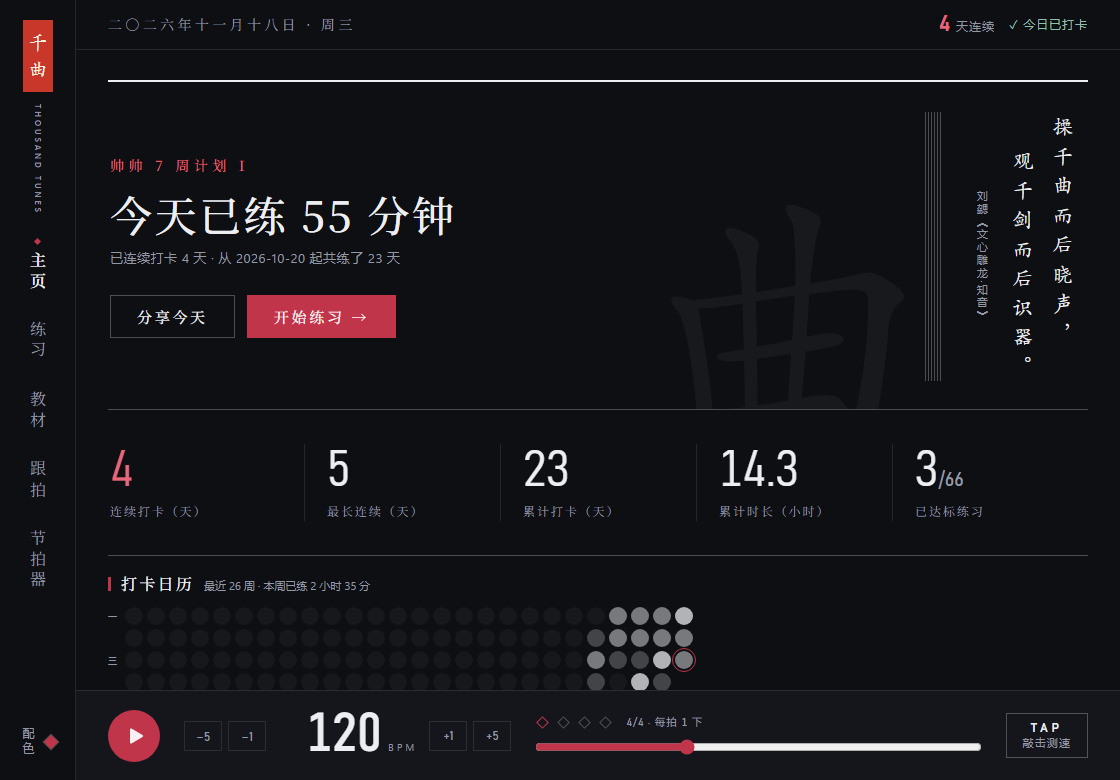 千曲
THOUSAND TUNES
主页
练习
教材
跟拍
节拍器
配色
二〇二六年十一月十八日 · 周三
4 天连续 ✓ 今日已打卡
帅帅 7 周计划 I
今天已练 55 分钟
已连续打卡 4 天 · 从 2026-10-20 起共练了 23 天
分享今天
开始练习 →
曲
操千曲而后晓声，
观千剑而后识器。
刘勰《文心雕龙·知音》
4
连续打卡（天）
5
最长连续（天）
23
累计打卡（天）
14.3
累计时长（小时）
3/66
已达标练习
打卡日历 最近 26 周 · 本周已练 2 小时 35 分
一
三
−5
−1
120 BPM
+1
+5
4/4 · 每拍 1 下
TAP
敲击测速